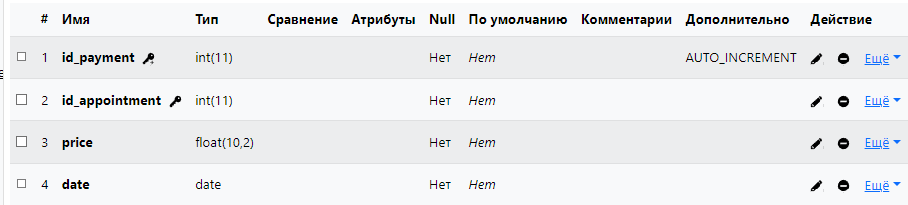 # Имя Тип Сравнение Атрибуты Null По умолчанию Комментарии Дополнительно Действие
1 id_payment int(11) Нет Нет AUTO_INCREMENT Ещё
2 id_appointment int(11) Нет Нет Ещё
3 price float(10,2) Нет Нет Ещё
4 date date Нет Нет Ещё